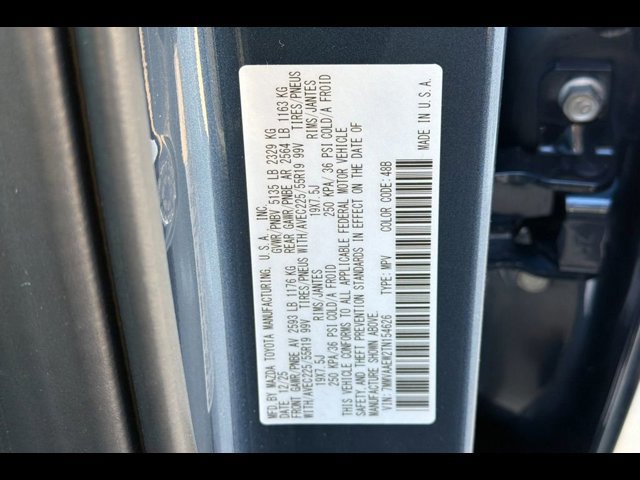 MFD BY MAZDA TOYOTA MANUFACTURING, U.S.A., INC.
DATE: 12/25 GVWR/PNBV 5135 LB 2329 KG
FRONT GAWR/PNBE AV 2593 LB 1176 KG REAR GAWR/PNBE AR 2564 LB 1163 KG
WITH/AVEC225/55R19 99V TIRES/PNEUS WITH/AVEC225/55R19 99V TIRES/PNEUS
19X7.5J RIMS/JANTES 19X7.5J RIMS/JANTES
250 KPA/36 PSI COLD/A FROID 250 KPA/ 36 PSI COLD/A FROID
THIS VEHICLE CONFORMS TO ALL APPLICABLE FEDERAL MOTOR VEHICLE
SAFETY, AND THEFT PREVENTION STANDARDS IN EFFECT ON THE DATE OF
MANUFACTURE SHOWN ABOVE.
VIN: 7MMVAAEW2TN154626 TYPE: MPV COLOR CODE: 48B
MADE IN U.S.A.